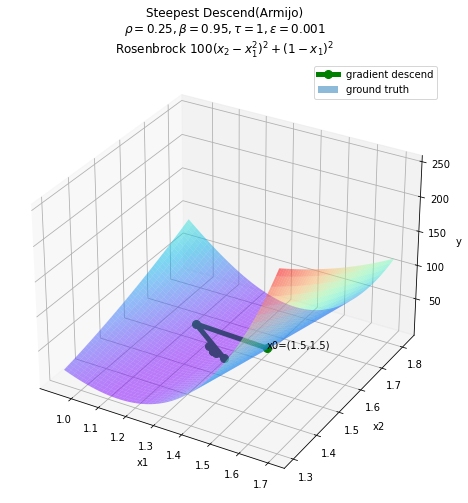 Steepest Descend(Armijo)
ρ = 0.25, β = 0.95, τ = 1, ε = 0.001
Rosenbrock 100(x₂ − x₁²)² + (1 − x₁)²
gradient descend
ground truth
250
200
150
100
50
y
x0=(1.5,1.5)
1.8
1.7
1.6
1.5
1.4
1.3
x2
1.0
1.1
1.2
1.3
1.4
1.5
1.6
1.7
x1